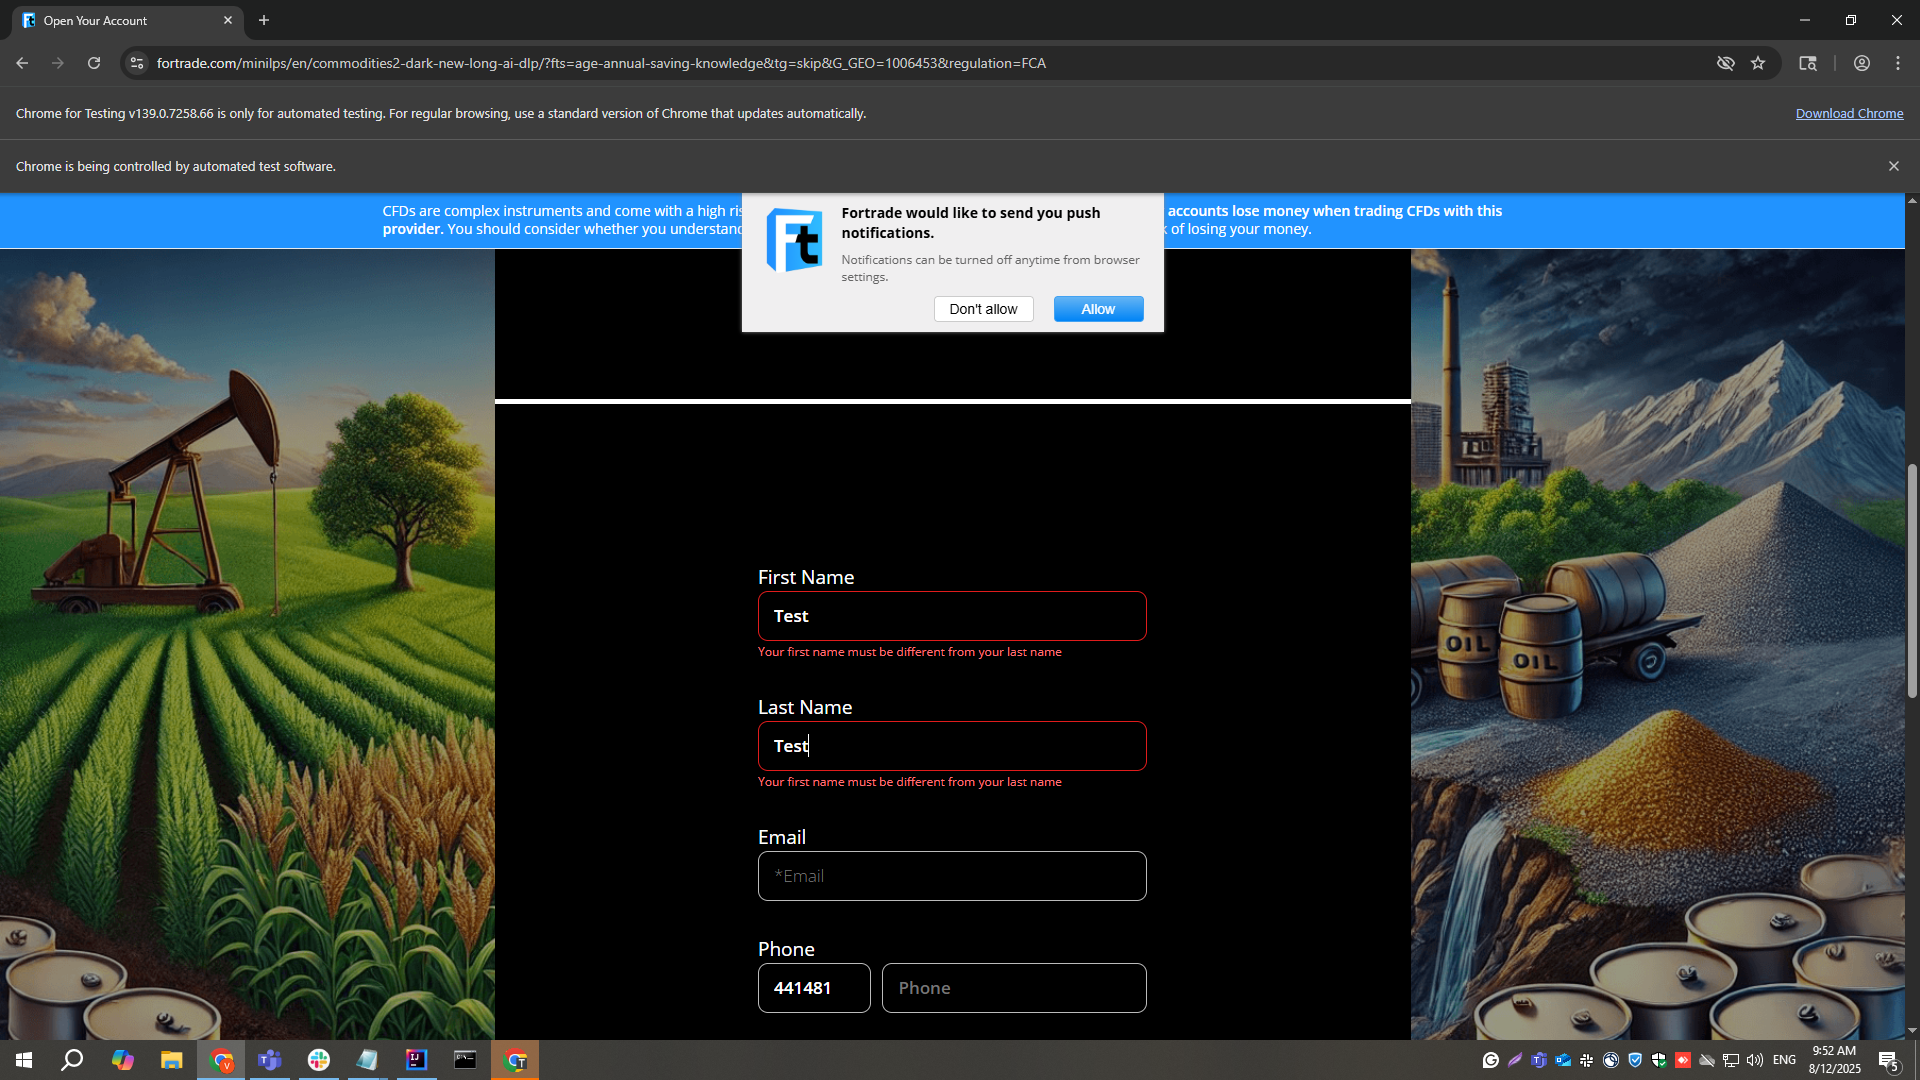 Open Your Account
fortrade.com/minilps/en/commodities2-dark-new-long-ai-dlp/?fts=age-annual-saving-knowledge&tg=skip&G_GEO=1006453&regulation=FCA
Chrome for Testing v139.0.7258.66 is only for automated testing. For regular browsing, use a standard version of Chrome that updates automatically.
Download Chrome
Chrome is being controlled by automated test software.
CFDs are complex instruments and come with a high
accounts lose money when trading CFDs with this
provider. You should consider whether you
of losing your money.
Ft
Fortrade would like to send you push
notifications.
Notifications can be turned off anytime from browser
settings.
Don't allow
Allow
First Name
Test
Your first name must be different from your last name
Last Name
Test
Your first name must be different from your last name
Email
*Email
Phone
441481
Phone
OIL
OIL
ENG
9:52 AM
8/12/2025
5